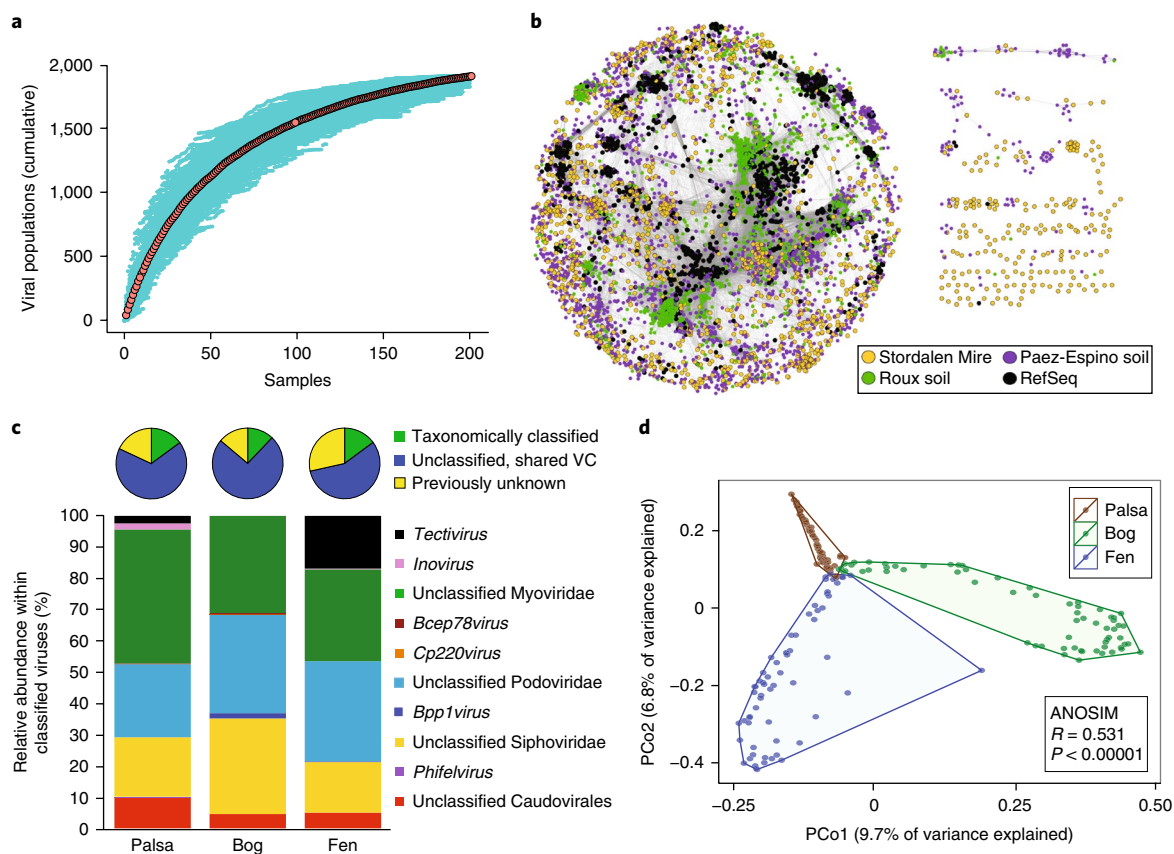 a
2,000
1,500
1,000
500
0
Viral populations (cumulative)
0
50
100
150
200
Samples
b
Stordalen Mire
Paez-Espino soil
Roux soil
RefSeq
c
Taxonomically classified
Unclassified, shared VC
Previously unknown
100
90
80
70
60
50
40
30
20
10
0
Relative abundance within
classified viruses (%)
Palsa
Bog
Fen
Tectivirus
Inovirus
Unclassified Myoviridae
Bcep78virus
Cp220virus
Unclassified Podoviridae
Bpp1virus
Unclassified Siphoviridae
Phifelvirus
Unclassified Caudovirales
d
0.2
0
−0.2
−0.4
PCo2 (6.8% of variance explained)
Palsa
Bog
Fen
ANOSIM
R = 0.531
P < 0.00001
−0.25
0
0.25
0.50
PCo1 (9.7% of variance explained)